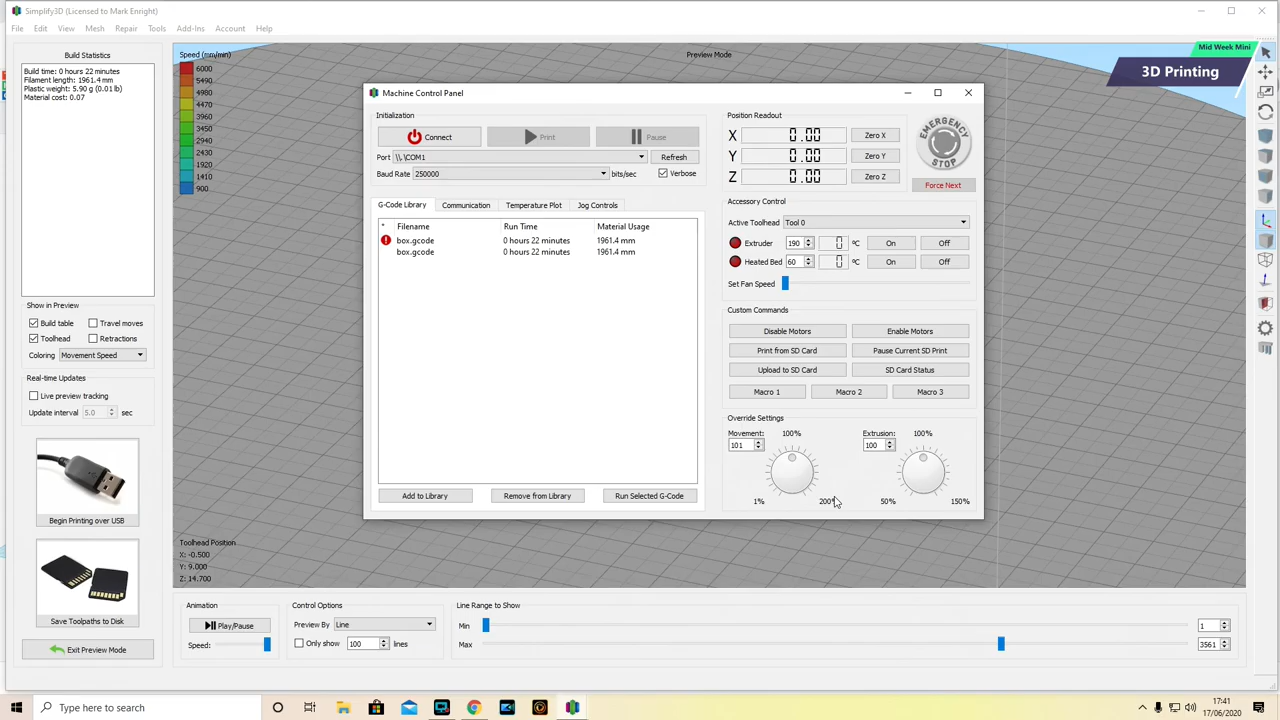 Simplify3D (Licensed to Mark Enright)
File Edit View Mesh Repair Tools Add-Ins Account Help
Mid Week Mini
3D Printing
Build Statistics
Build time: 0 hours 22 minutes
Filament length: 1961.4 mm
Plastic weight: 5.90 g (0.01 lb)
Material cost: 0.07
Show in Preview
Build table Travel moves
Toolhead Retractions
Coloring Movement Speed
Real-time Updates
Live preview tracking
Update interval 5.0 sec
Begin Printing over USB
Save Toolpaths to Disk
Exit Preview Mode
Speed (mm/min)
6000
5490
4980
4470
3960
3450
2940
2430
1920
1410
900
Preview Mode
Machine Control Panel
Initialization
Connect Print Pause
Port \\.\COM1 Refresh
Baud Rate 250000 bits/sec Verbose
G-Code Library Communication Temperature Plot Jog Controls
* Filename Run Time Material Usage
box.gcode 0 hours 22 minutes 1961.4 mm
box.gcode 0 hours 22 minutes 1961.4 mm
Add to Library Remove from Library Run Selected G-Code
Position Readout
X 0.00 Zero X
Y 0.00 Zero Y
Z 0.00 Zero Z
EMERGENCY
STOP
Force Next
Accessory Control
Active Toolhead Tool 0
Extruder 190 0 ºC On Off
Heated Bed 60 0 ºC On Off
Set Fan Speed
Custom Commands
Disable Motors Enable Motors
Print from SD Card Pause Current SD Print
Upload to SD Card SD Card Status
Macro 1 Macro 2 Macro 3
Override Settings
Movement: 100% Extrusion: 100%
101 100
1% 200% 50% 150%
Toolhead Position
X: -0.500
Y: 9.000
Z: 14.700
Animation
Play/Pause
Speed:
Control Options
Preview By Line
Only show 100 lines
Line Range to Show
Min 1
Max 3561
Type here to search
17:41
17/06/2020